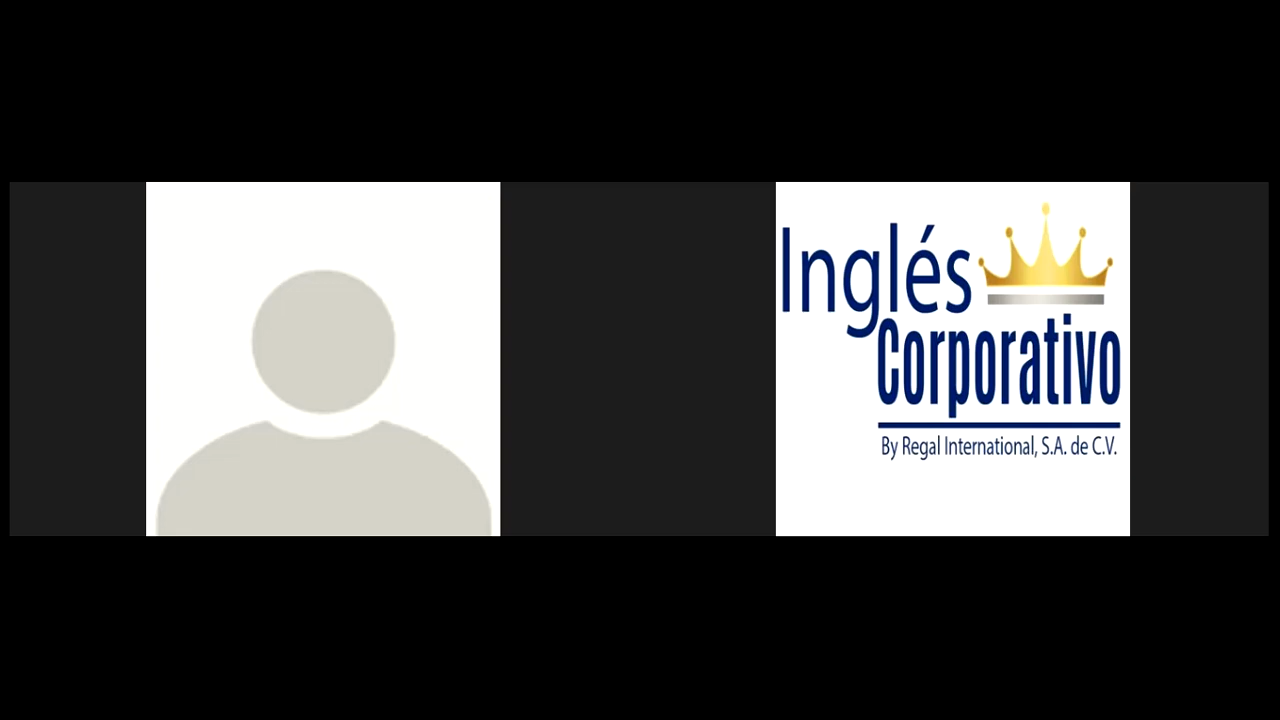 Inglés
Corporativo
By Regal International, S.A. de C.V.